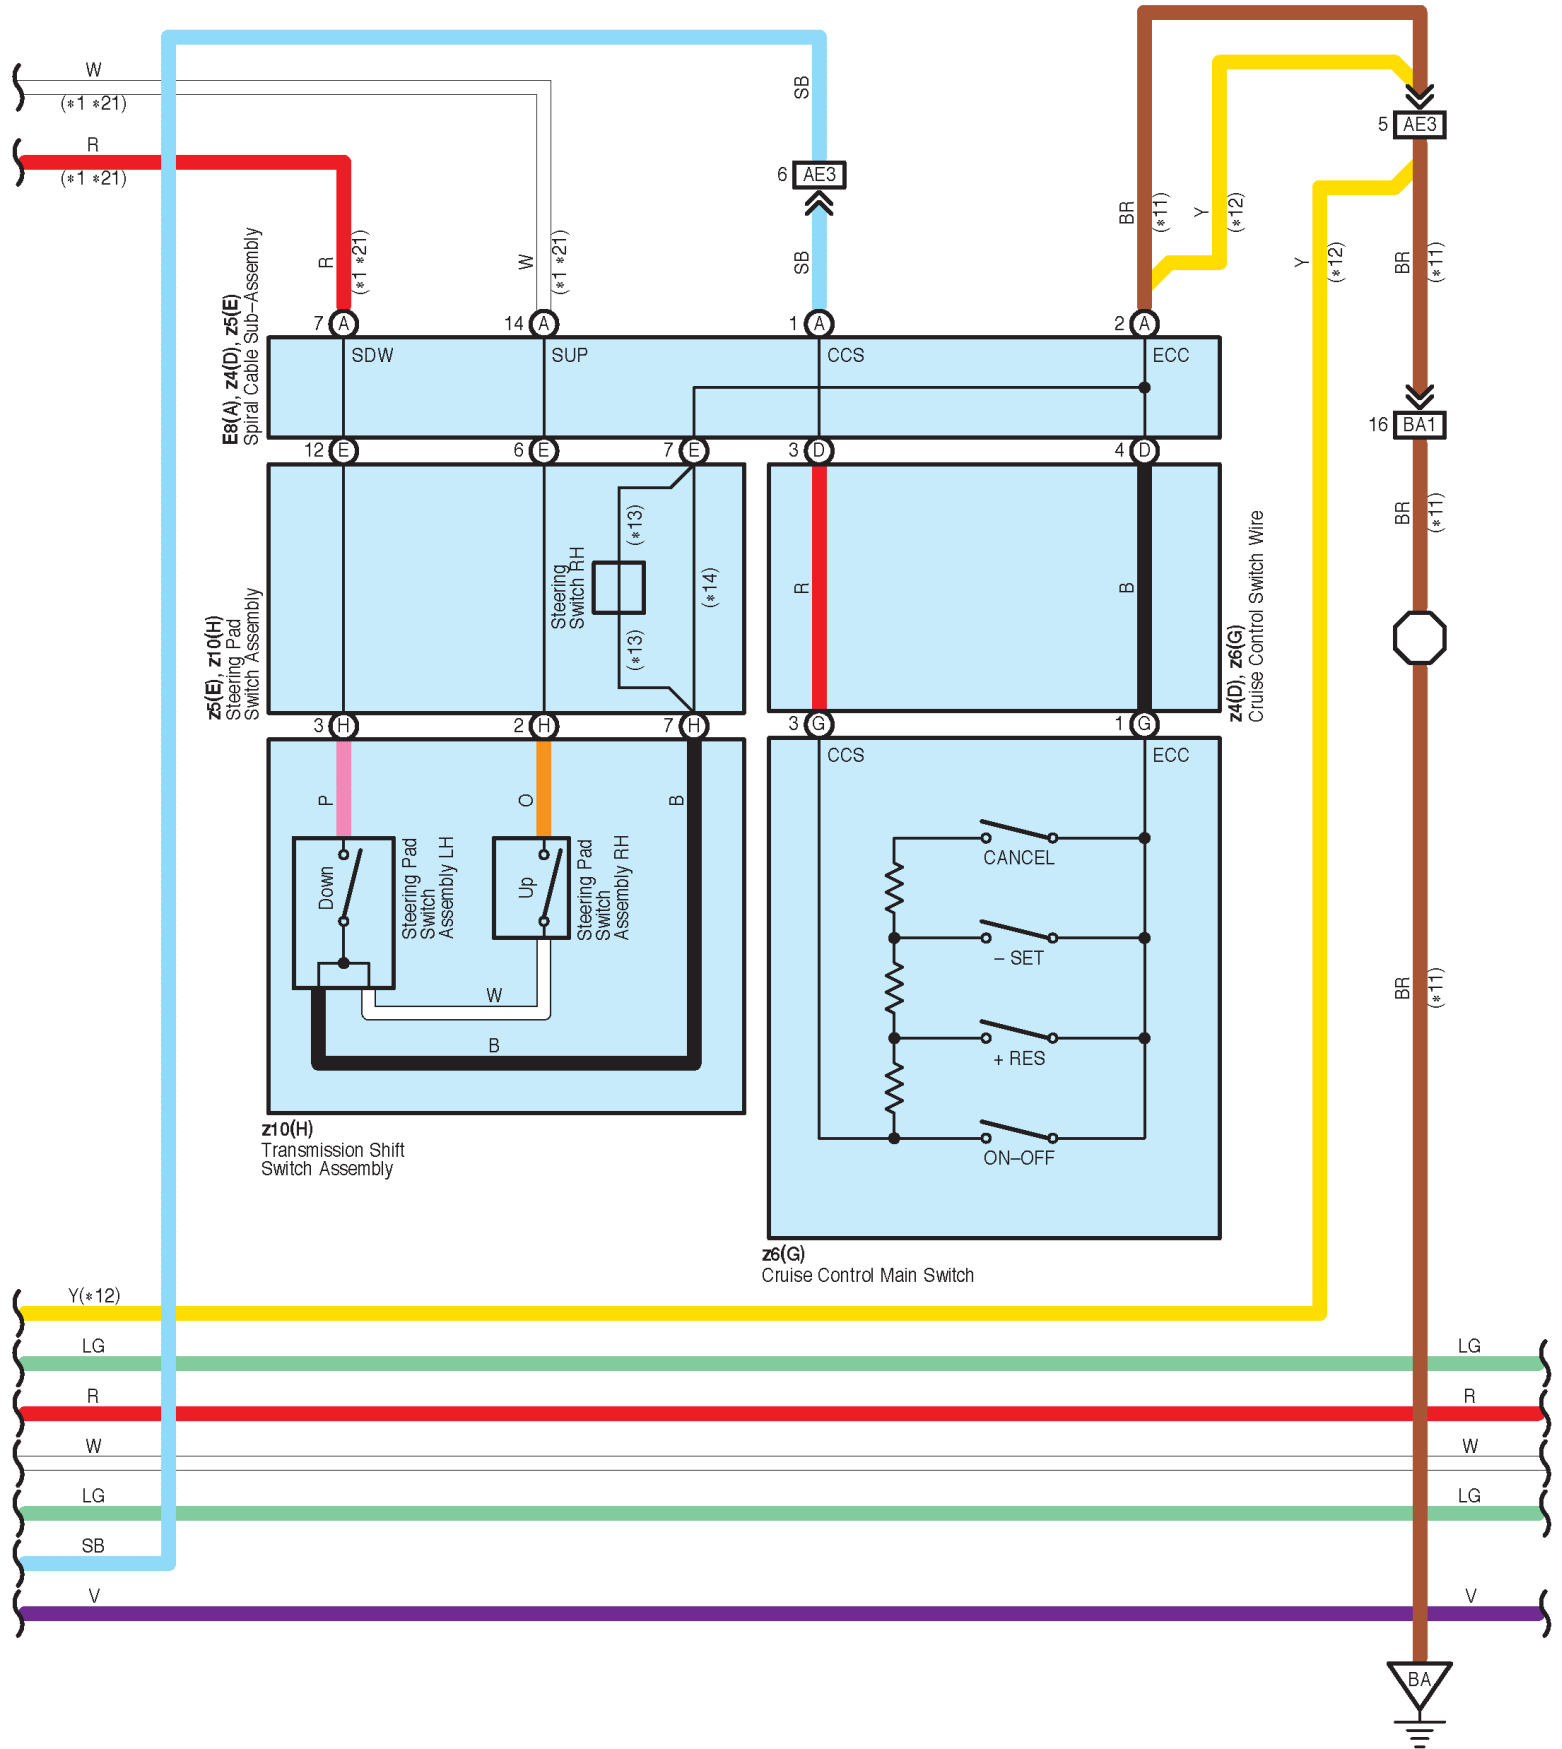 W
(*1 *21)
R
(*1 *21)
SB
5 AE3
6 AE3
BR
(*11)
Y
(*12)
Y
(*12)
BR
(*11)
R
(*1 *21)
W
(*1 *21)
SB
E8(A), z4(D), z5(E)
Spiral Cable Sub-Assembly
7 A
14 A
1 A
2 A
SDW
SUP
CCS
ECC
12 E
6 E
7 E
3 D
4 D
16 BA1
BR
(*11)
z5(E), z10(H)
Steering Pad
Switch Assembly
Steering
Switch RH
(*13)
(*13)
(*14)
R
B
z4(D), z6(G)
Cruise Control Switch Wire
3 H
2 H
7 H
3 G
1 G
CCS
ECC
P
O
B
Down
Steering Pad
Switch
Assembly LH
Up
Steering Pad
Switch
Assembly RH
W
B
CANCEL
– SET
+ RES
ON–OFF
BR
(*11)
z10(H)
Transmission Shift
Switch Assembly
z6(G)
Cruise Control Main Switch
Y(*12)
LG
LG
R
R
W
W
LG
LG
SB
V
V
BA